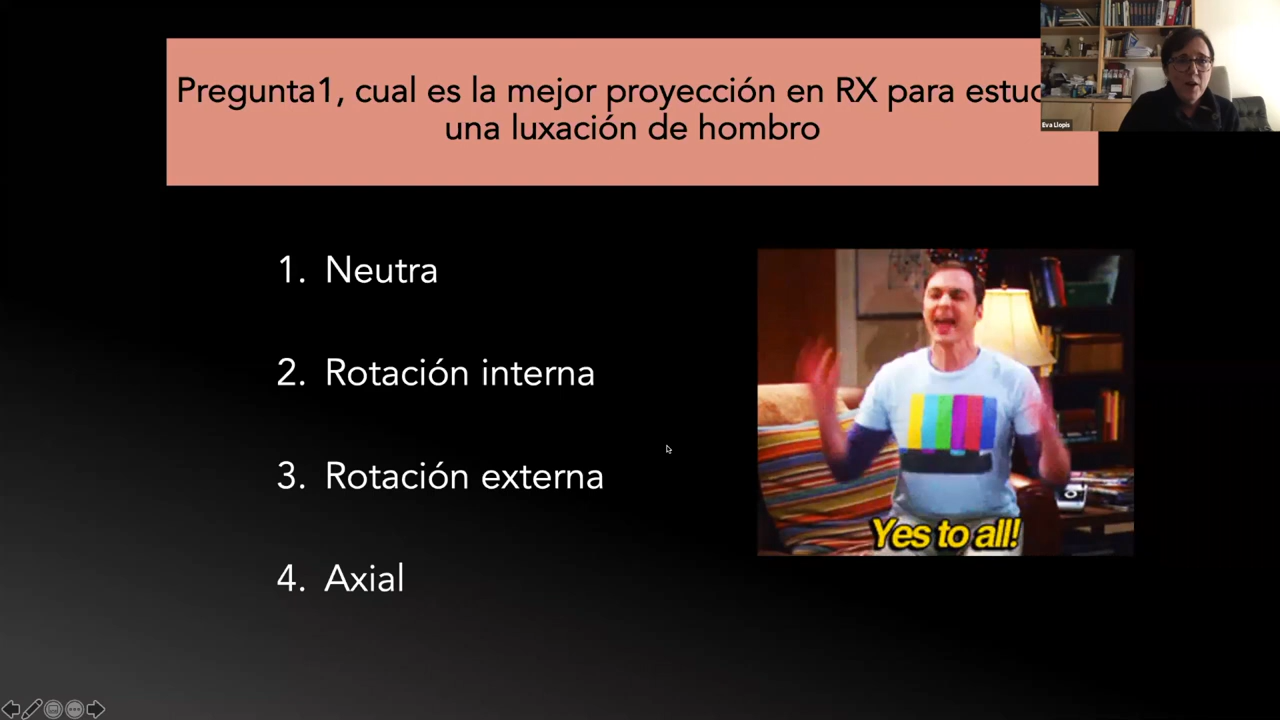 Pregunta1, cual es la mejor proyección en RX para
una luxación de hombro
Eva Llopis
1. Neutra
2. Rotación interna
3. Rotación externa
4. Axial
Yes to all!